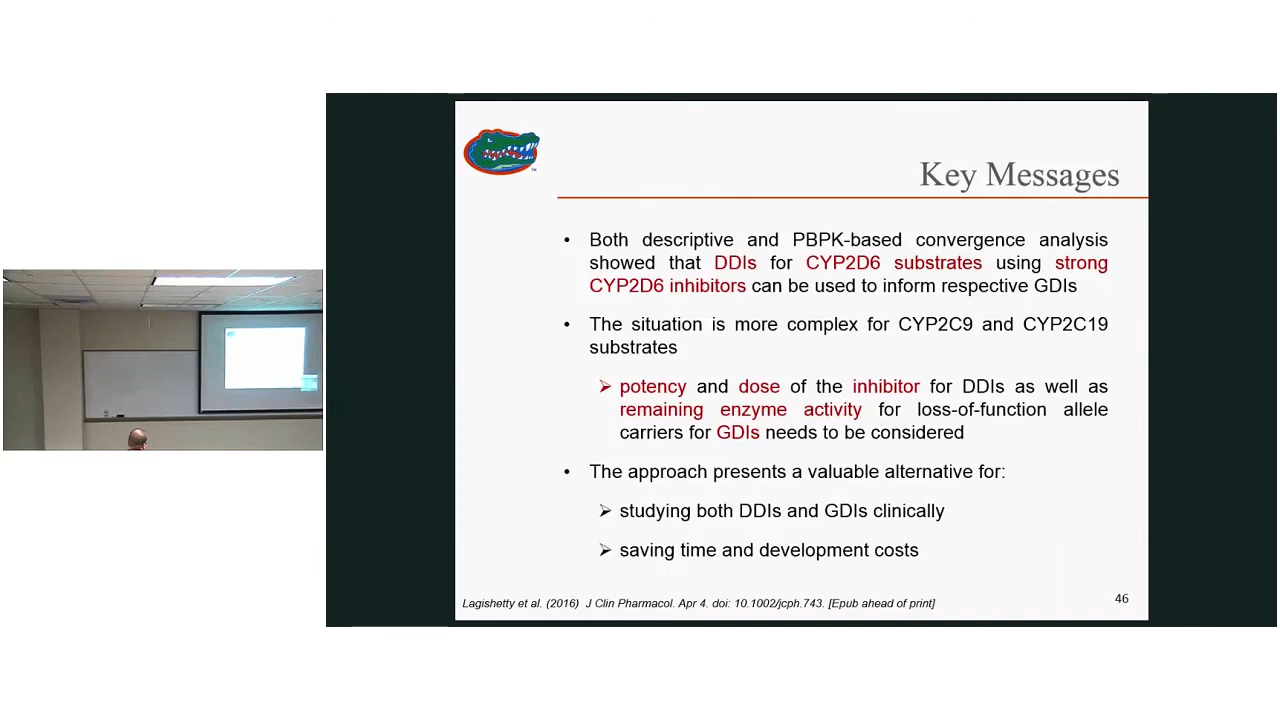 Key Messages
• Both descriptive and PBPK-based convergence analysis
showed that DDIs for CYP2D6 substrates using strong
CYP2D6 inhibitors can be used to inform respective GDIs
• The situation is more complex for CYP2C9 and CYP2C19
substrates
➢ potency and dose of the inhibitor for DDIs as well as
remaining enzyme activity for loss-of-function allele
carriers for GDIs needs to be considered
• The approach presents a valuable alternative for:
➢ studying both DDIs and GDIs clinically
➢ saving time and development costs
Lagishetty et al. (2016) J Clin Pharmacol. Apr 4. doi: 10.1002/jcph.743. [Epub ahead of print]
46
TM